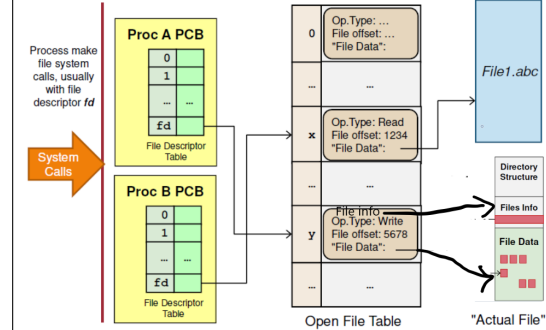 Process make
file system
calls, usually
with file
descriptor fd
System
Calls
Proc A PCB
0
1
... ...
fd
File Descriptor
Table
Proc B PCB
0
1
... ...
fd
File Descriptor
Table
0
Op.Type: ...
File offset: ...
"File Data":
... ...
x
Op.Type: Read
File offset: 1234
"File Data":
... ...
File info
y
Op.Type: Write
File offset: 5678
"File Data":
... ...
Open File Table
File1.abc
Directory
Structure
Files Info
File Data
"Actual File"